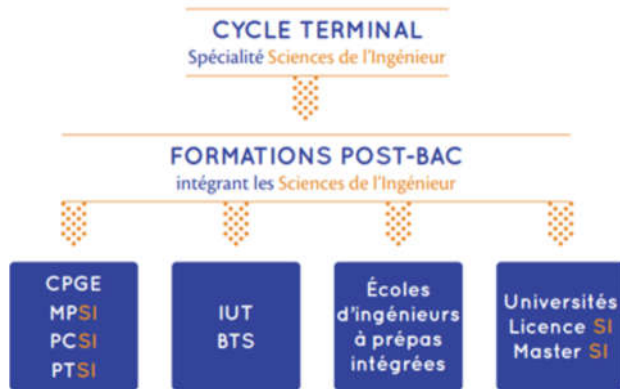 CYCLE TERMINAL
Spécialité Sciences de l'Ingénieur
FORMATIONS POST-BAC
intégrant les Sciences de l'Ingénieur
CPGE
MPSI
PCSI
PTSI
IUT
BTS
Écoles
d'ingénieurs
à prépas
intégrées
Universités
Licence SI
Master SI